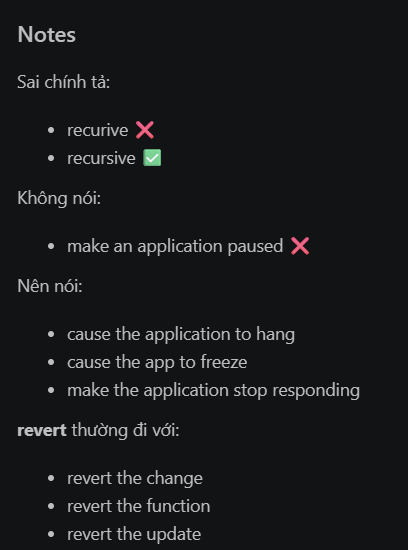 Notes
Sai chính tả:
• recurive ❌
• recursive ✅
Không nói:
• make an application paused ❌
Nên nói:
• cause the application to hang
• cause the app to freeze
• make the application stop responding
revert thường đi với:
• revert the change
• revert the function
• revert the update